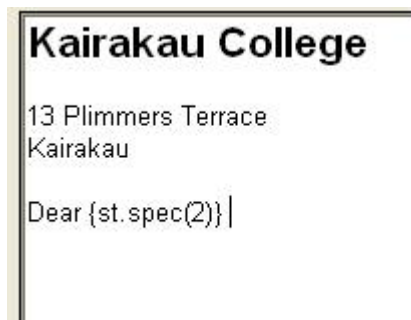 Kairakau College
13 Plimmers Terrace
Kairakau
Dear {st.spec(2)}